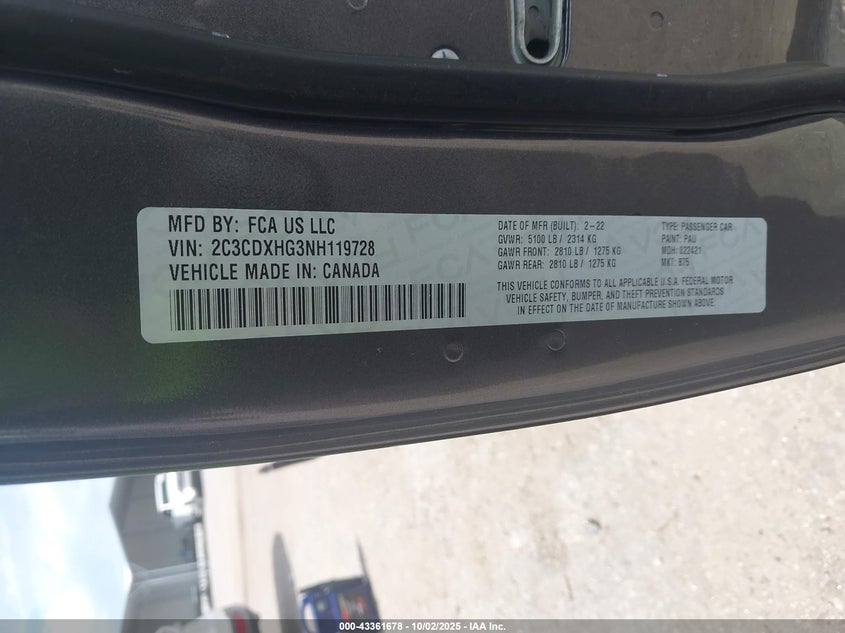 MFD BY: FCA US LLC
VIN: 2C3CDXHG3NH119728
VEHICLE MADE IN: CANADA
DATE OF MFR (BUILT): 2-22
GVWR: 5100 LB / 2314 KG
GAWR FRONT: 2810 LB / 1275 KG
GAWR REAR: 2810 LB / 1275 KG
TYPE: PASSENGER CAR
PAINT: PAU
MDH: 022421
MKT: 875
THIS VEHICLE CONFORMS TO ALL APPLICABLE U.S.A. FEDERAL MOTOR
VEHICLE SAFETY, BUMPER, AND THEFT PREVENTION STANDARDS
IN EFFECT ON THE DATE OF MANUFACTURE SHOWN ABOVE.
000-43361678 - 10/02/2025 - IAA Inc.